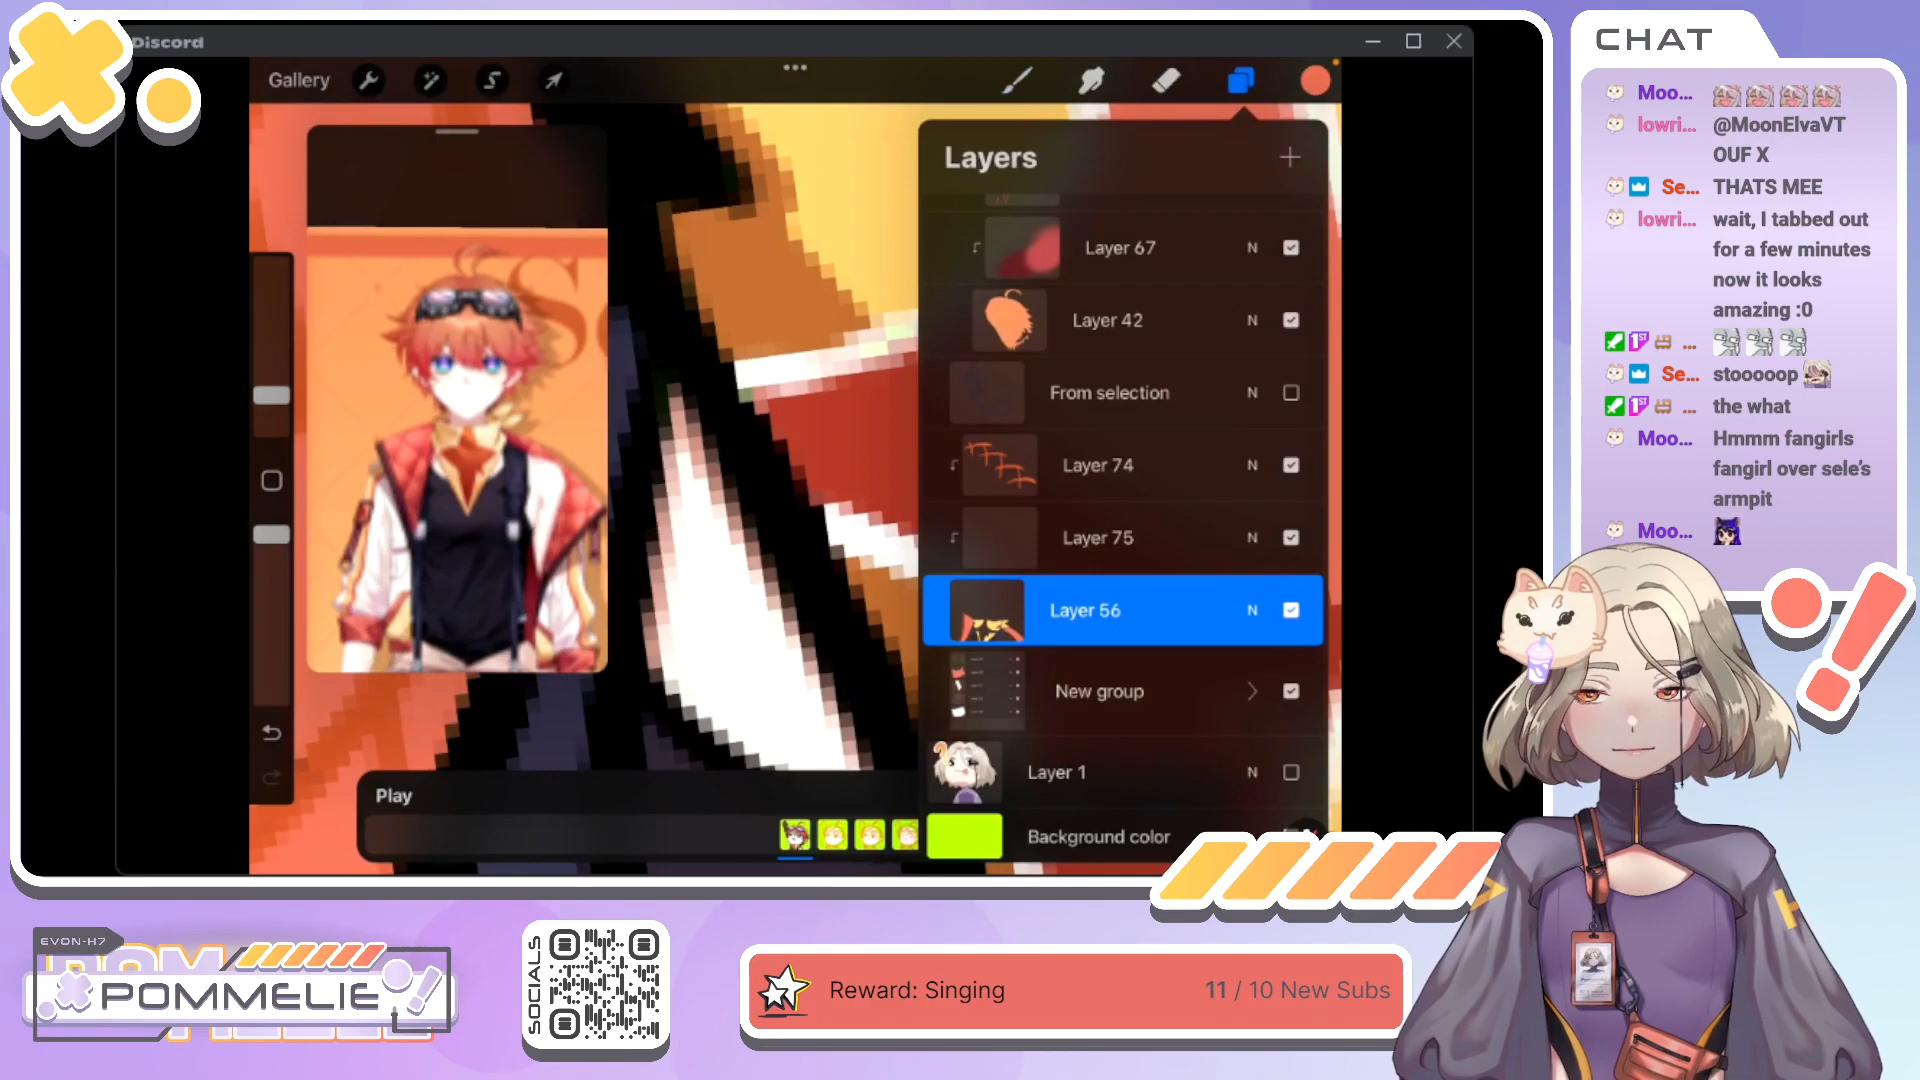 Discord
CHAT
Gallery
Layers
Layer 67
N
Layer 42
N
From selection
N
Layer 74
N
Layer 75
N
Layer 56
N
New group
Layer 1
N
Background color
Play
Moo...
lowri... @MoonElvaVT
OUF X
Se... THATS MEE
lowri... wait, I tabbed out
for a few minutes
now it looks
amazing :0
1ST ...
Se... stooooop
1ST ... the what
Moo... Hmmm fangirls
fangirl over sele's
armpit
Moo...
EVON-H7
POMMELIE
SOCIALS
Reward: Singing
11 / 10 New Subs